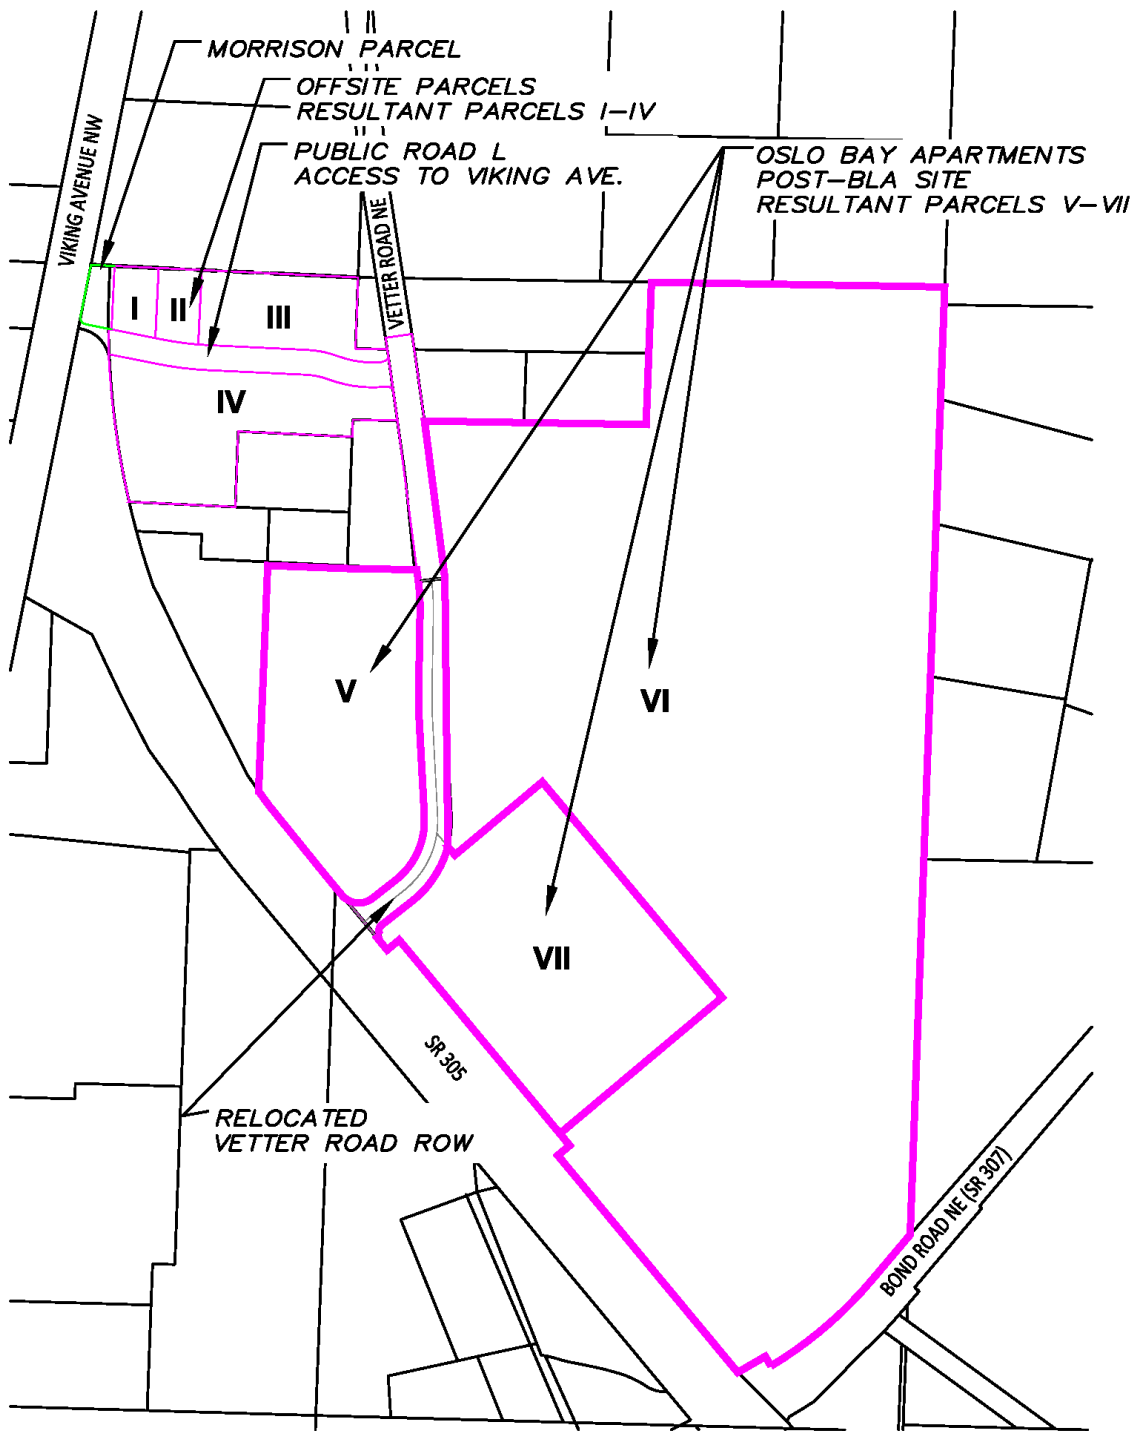 MORRISON PARCEL
OFFSITE PARCELS
RESULTANT PARCELS I-IV
PUBLIC ROAD L
ACCESS TO VIKING AVE.
OSLO BAY APARTMENTS
POST-BLA SITE
RESULTANT PARCELS V-VII
VIKING AVENUE NW
VETTER ROAD NE
I
II
III
IV
V
VI
VII
SR 305
RELOCATED
VETTER ROAD ROW
BOND ROAD NE (SR 307)